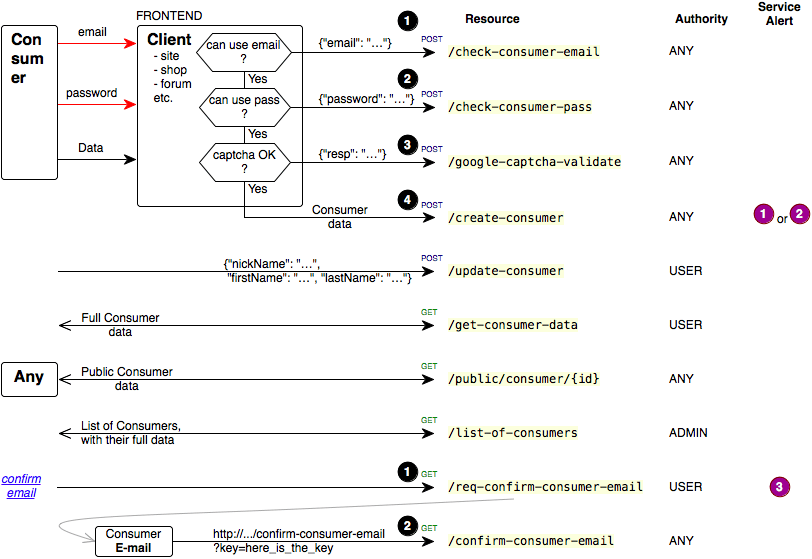 FRONTEND
Resource
Authority
Service
Alert
Con
sum
er
email
password
Data
Client
- site
- shop
- forum
etc.
can use email
?
Yes
1
{"email": "..."}
POST
/check-consumer-email
ANY
can use pass
?
Yes
2
{"password": "..."}
POST
/check-consumer-pass
ANY
captcha OK
?
Yes
3
{"resp": "..."}
POST
/google-captcha-validate
ANY
4
Consumer
data
POST
/create-consumer
ANY
1 or 2
{"nickName": "...",
"firstName": "...", "lastName": "..."}
POST
/update-consumer
USER
Full Consumer
data
GET
/get-consumer-data
USER
Any
Public Consumer
data
GET
/public/consumer/{id}
ANY
List of Consumers,
with their full data
GET
/list-of-consumers
ADMIN
confirm
email
1
GET
/req-confirm-consumer-email
USER
3
Consumer
E-mail
http://.../confirm-consumer-email
?key=here_is_the_key
2
GET
/confirm-consumer-email
ANY